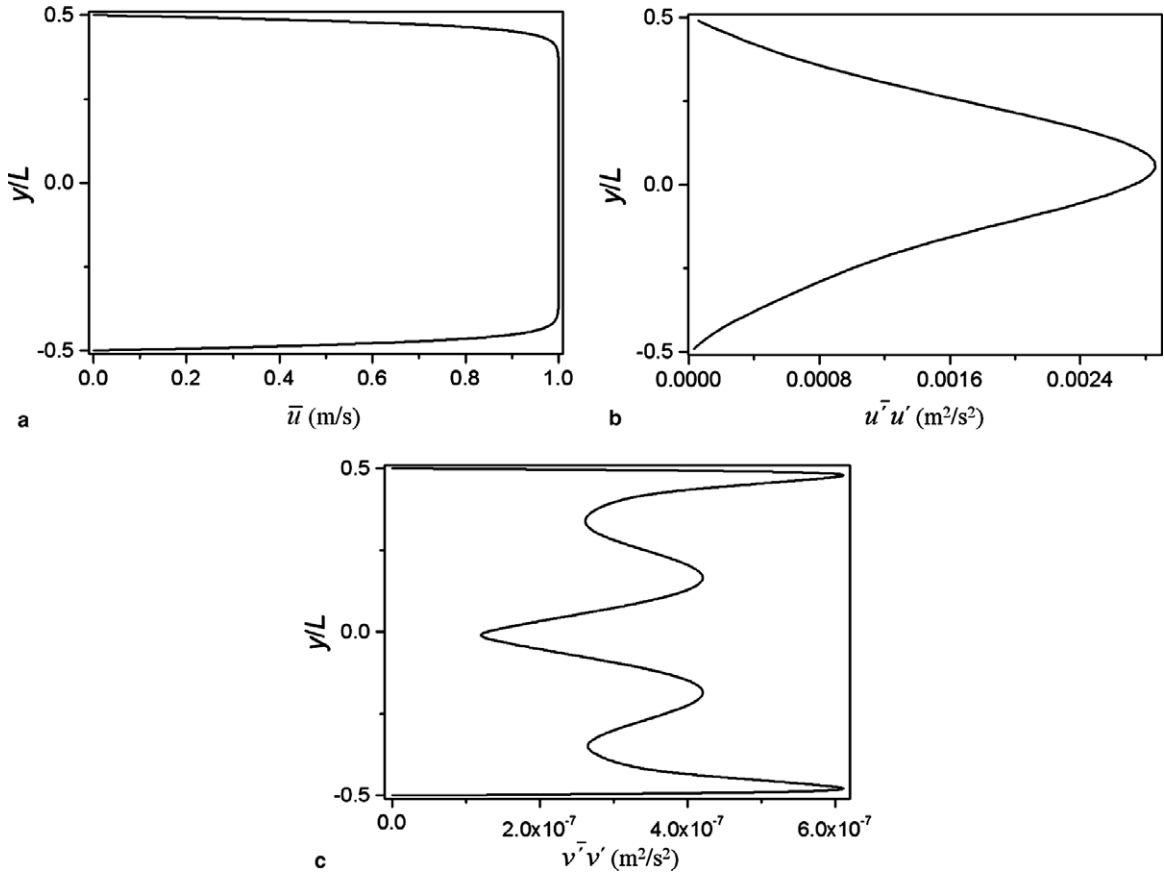 0.5
0.0
-0.5
y/L
0.0 0.2 0.4 0.6 0.8 1.0
a
u̅ (m/s)
0.5
0.0
-0.5
y/L
0.0000 0.0008 0.0016 0.0024
b
u′̅ u′ (m²/s²)
0.5
0.0
-0.5
y/L
0.0 2.0x10⁻⁷ 4.0x10⁻⁷ 6.0x10⁻⁷
c
v′̅ v′ (m²/s²)